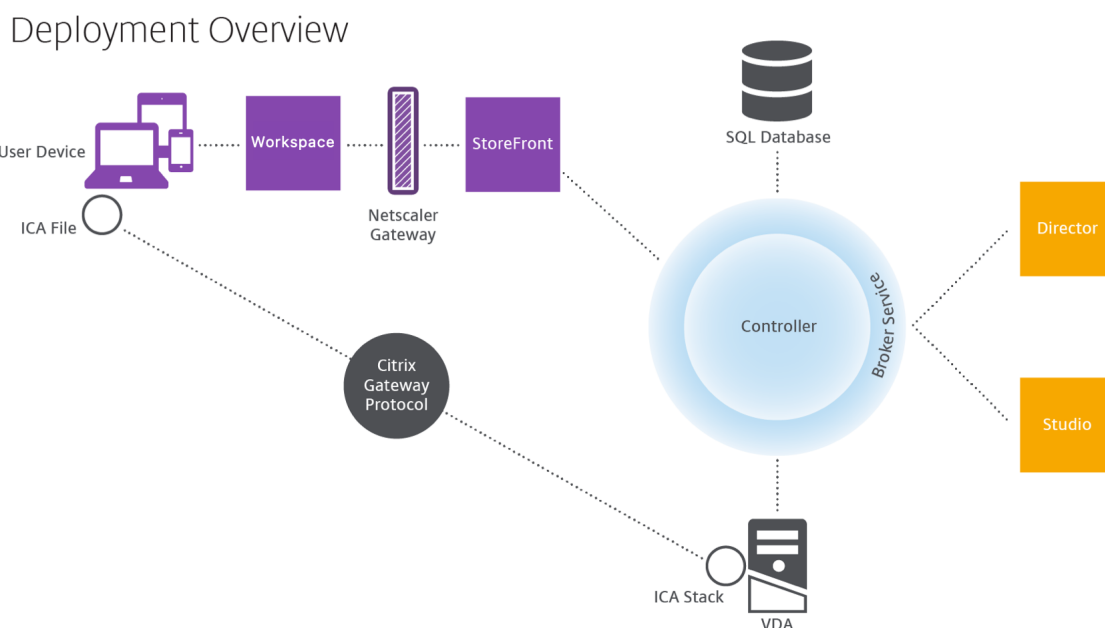 Deployment Overview
SQL Database
User Device
Workspace
StoreFront
Netscaler
Gateway
ICA File
Director
Controller
Broker Service
Citrix
Gateway
Protocol
Studio
ICA Stack
VDA